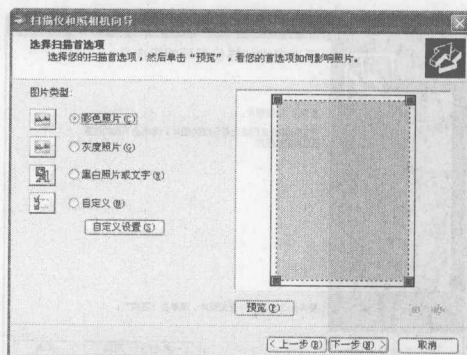 扫描仪和照相机向导
选择扫描首选项
选择您的扫描首选项，然后单击“预览”，看您的首选项如何影响照片。
图片类型:
彩色照片(C)
灰度照片(G)
黑白照片或文字(B)
自定义(M)
自定义设置(S)
预览(P)
< 上一步(B) 下一步(N) > 取消